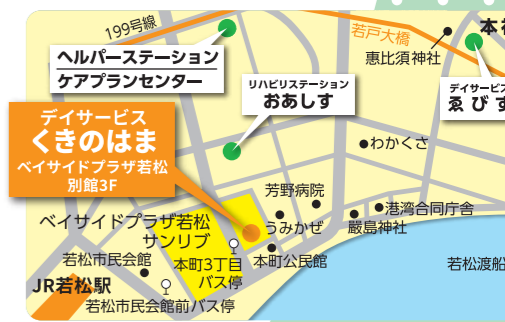 199号線
若戸大橋
本社
ヘルパーステーション
ケアプランセンター
恵比須神社
リハビリステーション
おあしす
デイサービス
ゑびす
デイサービス
くきのはま
ベイサイドプラザ若松
別館3F
わかくさ
芳野病院
港湾合同庁舎
うみかぜ
厳島神社
ベイサイドプラザ若松
サンリブ
若松市民会館
本町3丁目
バス停
本町公民館
若松渡船
JR若松駅
若松市民会館前バス停